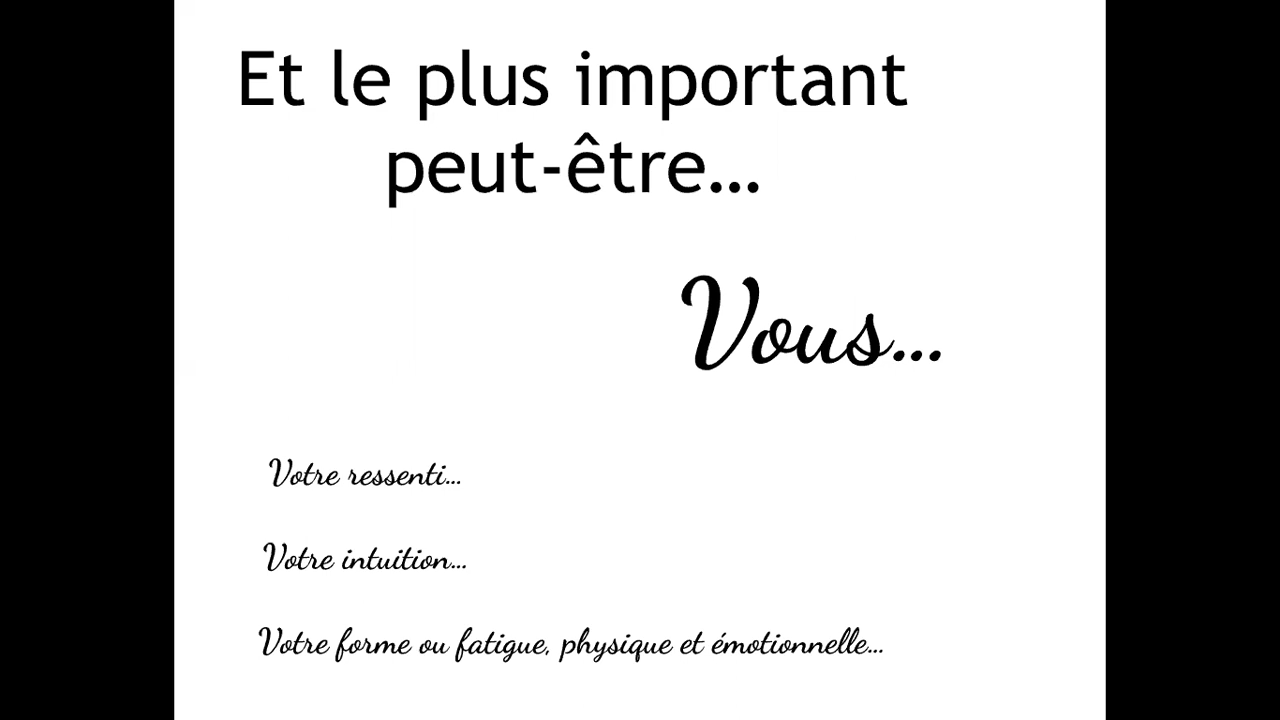 Et le plus important
peut-être…
Vous…
Votre ressenti…
Votre intuition…
Votre forme ou fatigue, physique et émotionnelle…